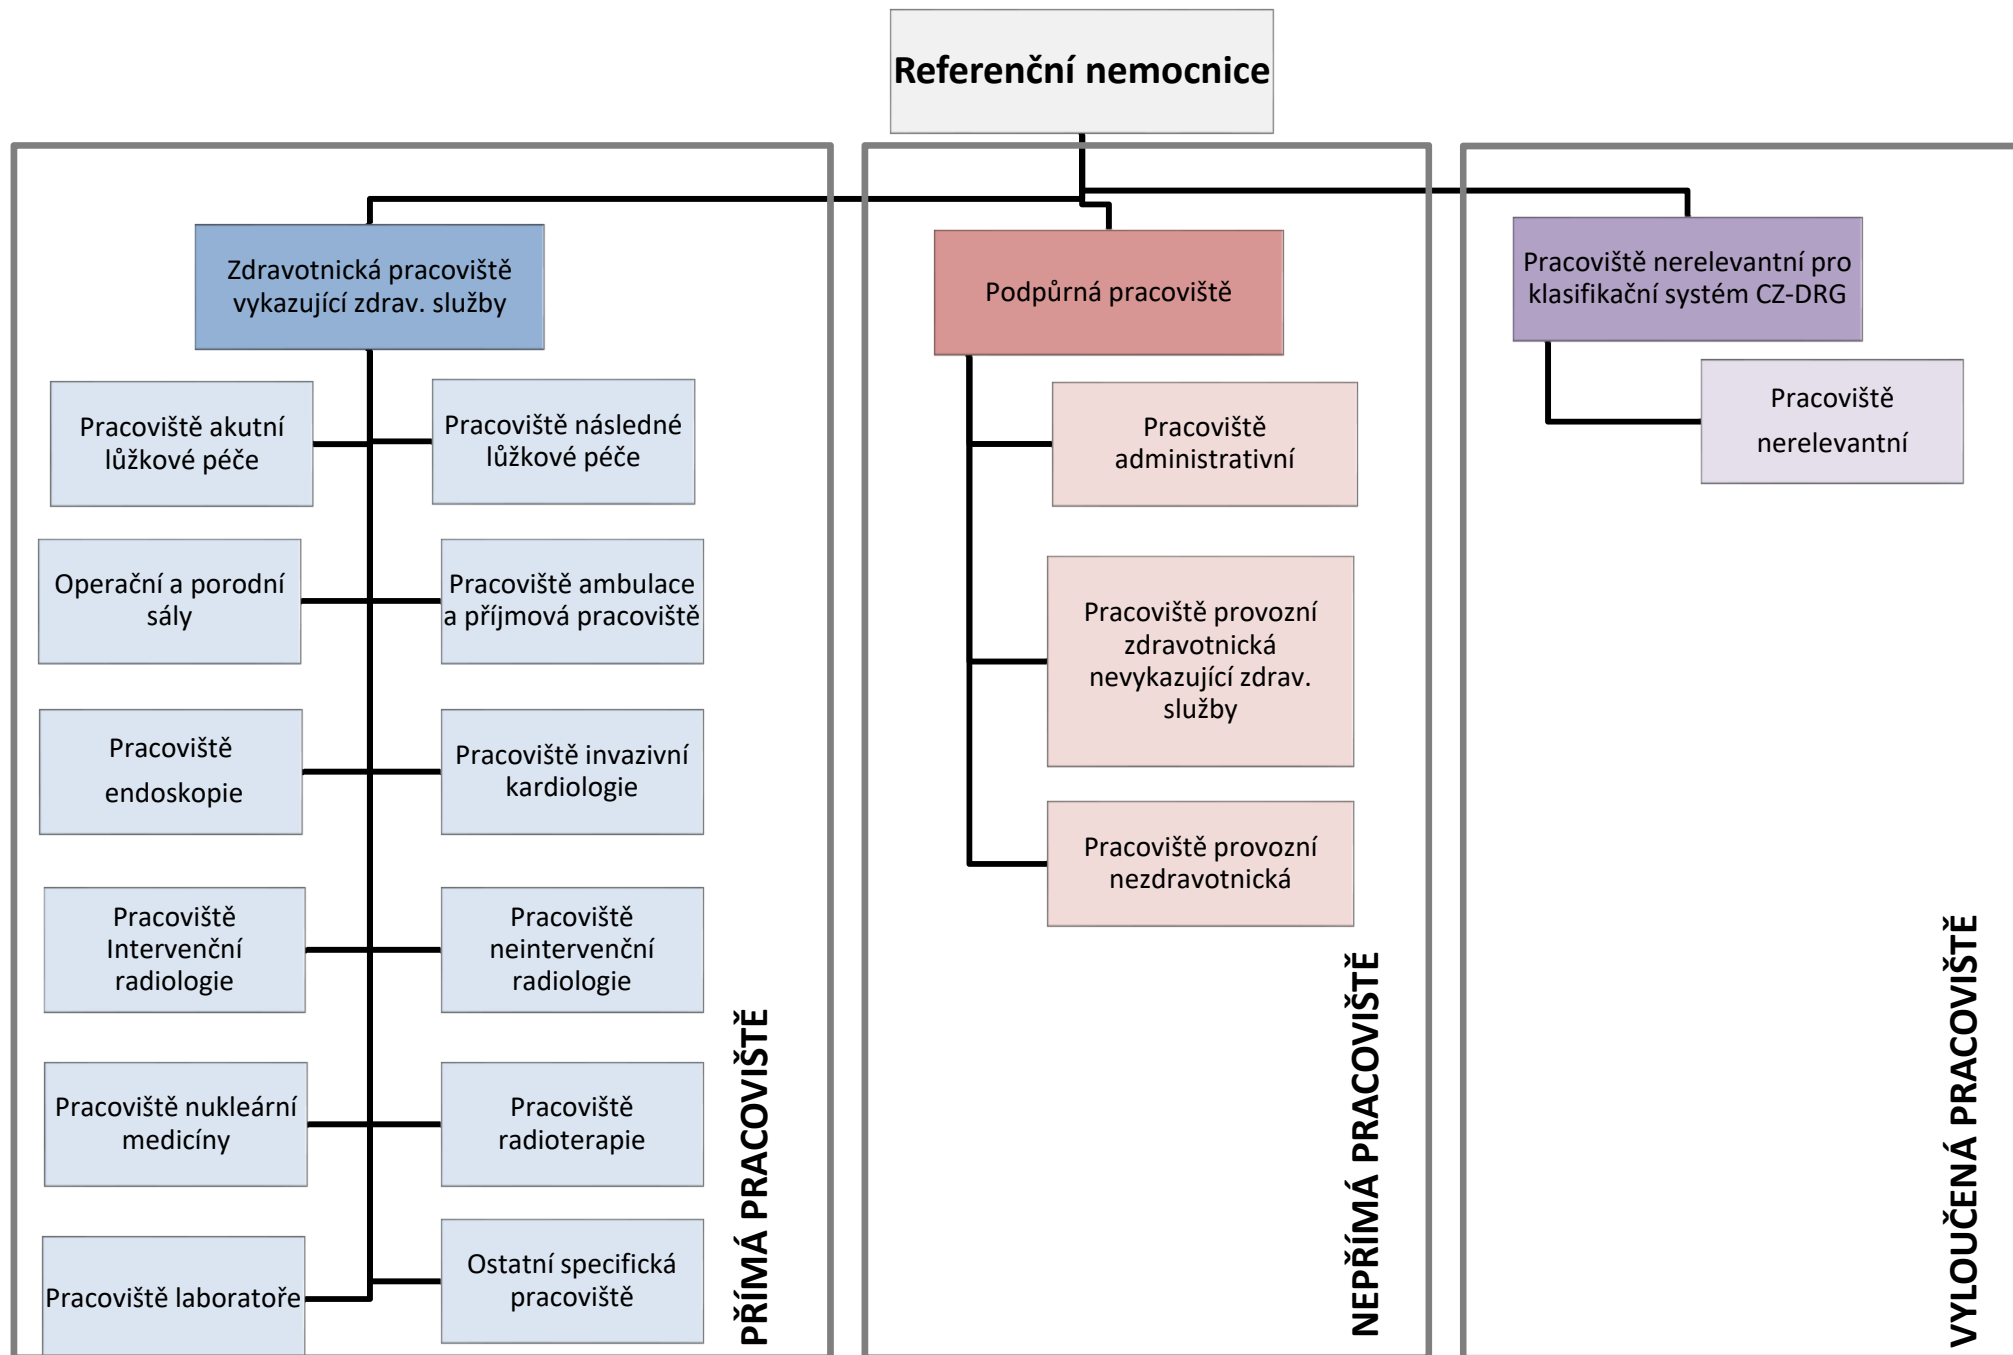 Referenční nemocnice
Zdravotnická pracoviště
vykazující zdrav. služby
Pracoviště akutní
lůžkové péče
Pracoviště následné
lůžkové péče
Operační a porodní
sály
Pracoviště ambulace
a příjmová pracoviště
Pracoviště
endoskopie
Pracoviště invazivní
kardiologie
Pracoviště
Intervenční
radiologie
Pracoviště
neintervenční
radiologie
Pracoviště nukleární
medicíny
Pracoviště
radioterapie
Pracoviště laboratoře
Ostatní specifická
pracoviště
PŘÍMÁ PRACOVIŠTĚ
Podpůrná pracoviště
Pracoviště
administrativní
Pracoviště provozní
zdravotnická
nevykazující zdrav.
služby
Pracoviště provozní
nezdravotnická
NEPŘÍMÁ PRACOVIŠTĚ
Pracoviště nerelevantní pro
klasifikační systém CZ-DRG
Pracoviště
nerelevantní
VYLOUČENÁ PRACOVIŠTĚ